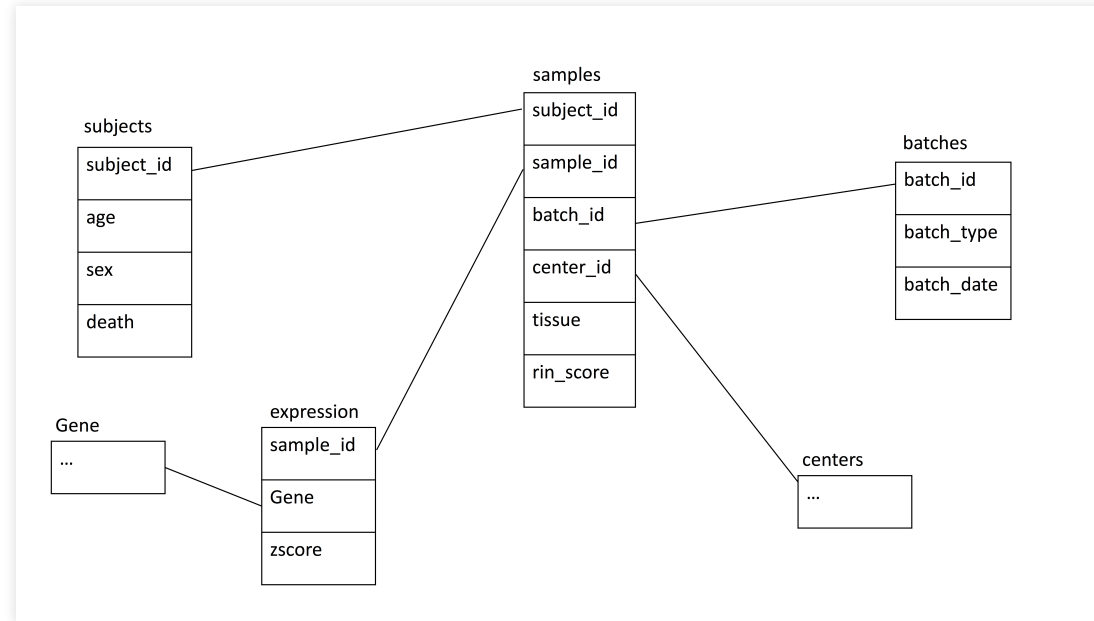 samples
subject_id
sample_id
batch_id
center_id
tissue
rin_score
subjects
subject_id
age
sex
death
batches
batch_id
batch_type
batch_date
Gene
...
expression
sample_id
Gene
zscore
centers
...